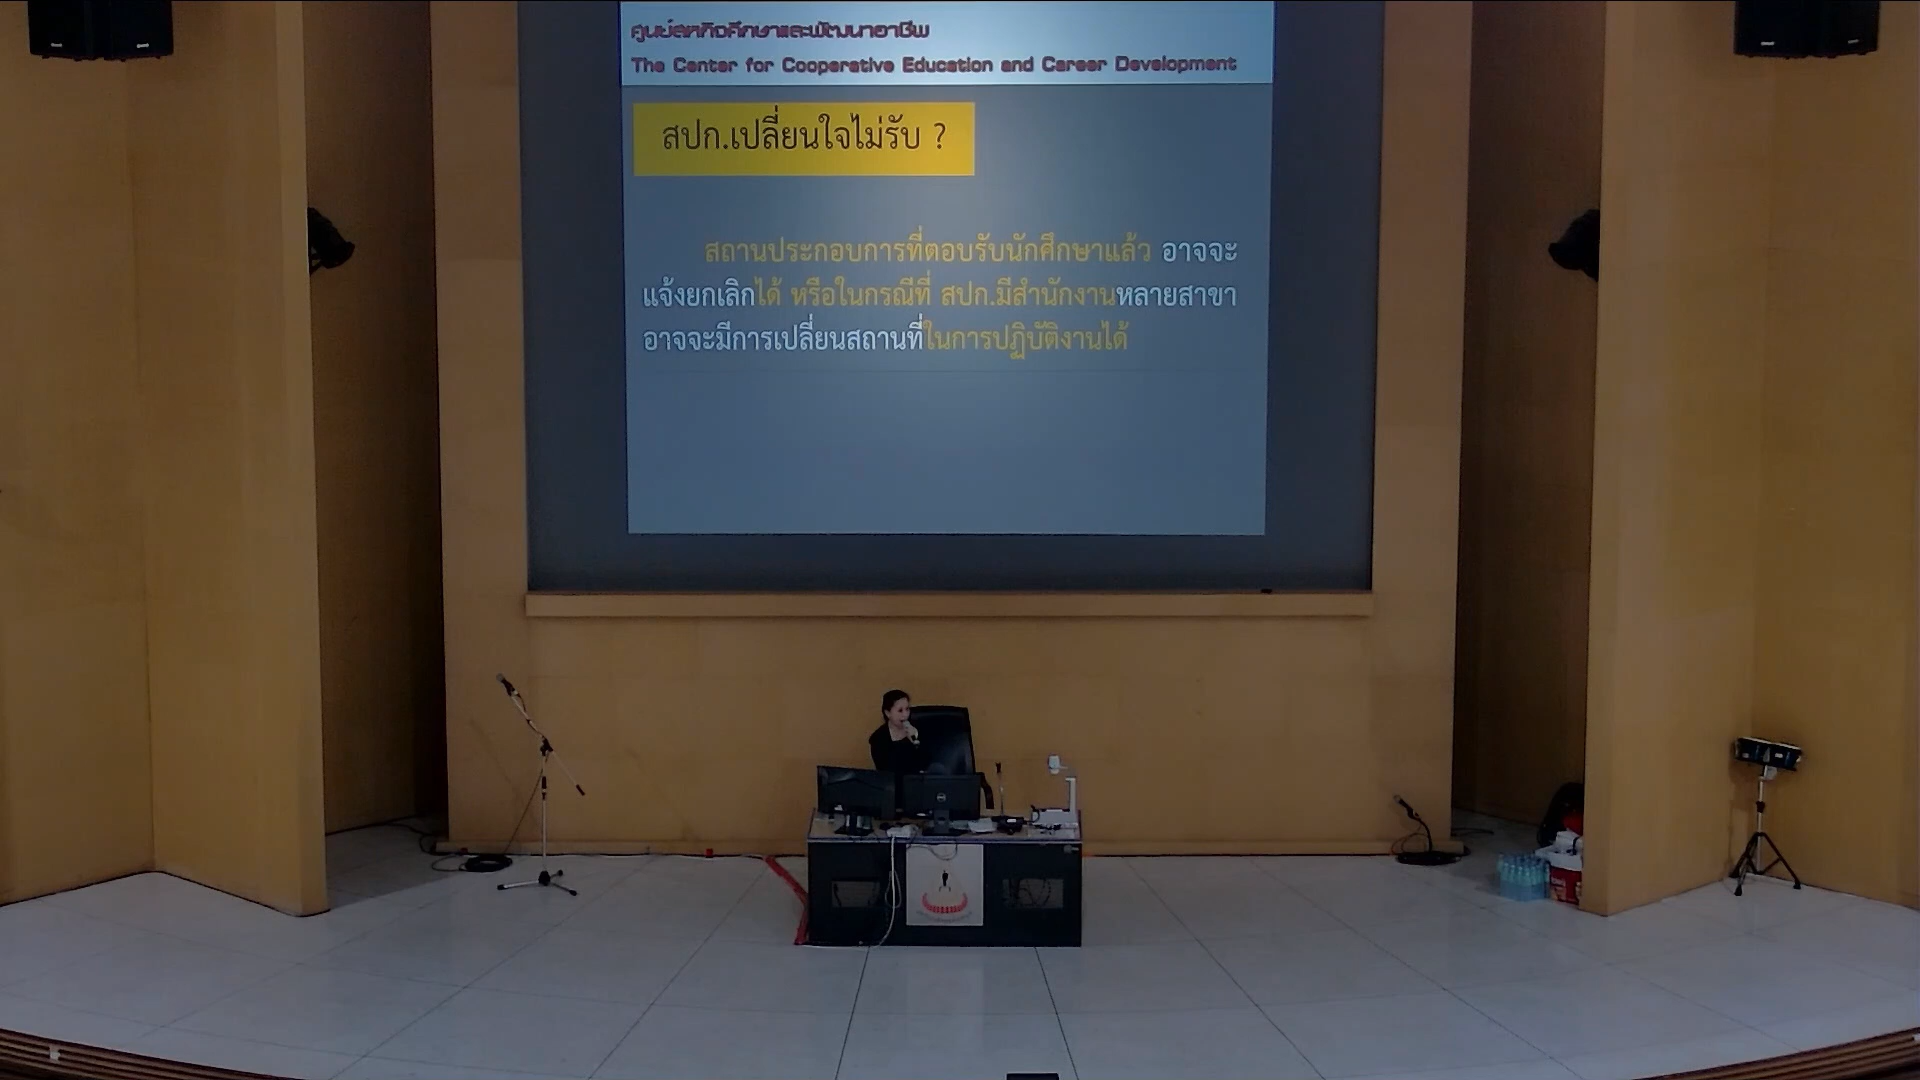 ศูนย์สหกิจศึกษาและพัฒนาอาชีพ
The Center for Cooperative Education and Career Development
สปก.เปลี่ยนใจไม่รับ ?
สถานประกอบการที่ตอบรับนักศึกษาแล้ว อาจจะ
แจ้งยกเลิกได้ หรือในกรณีที่ สปก.มีสำนักงานหลายสาขา
อาจจะมีการเปลี่ยนสถานที่ในการปฏิบัติงานได้